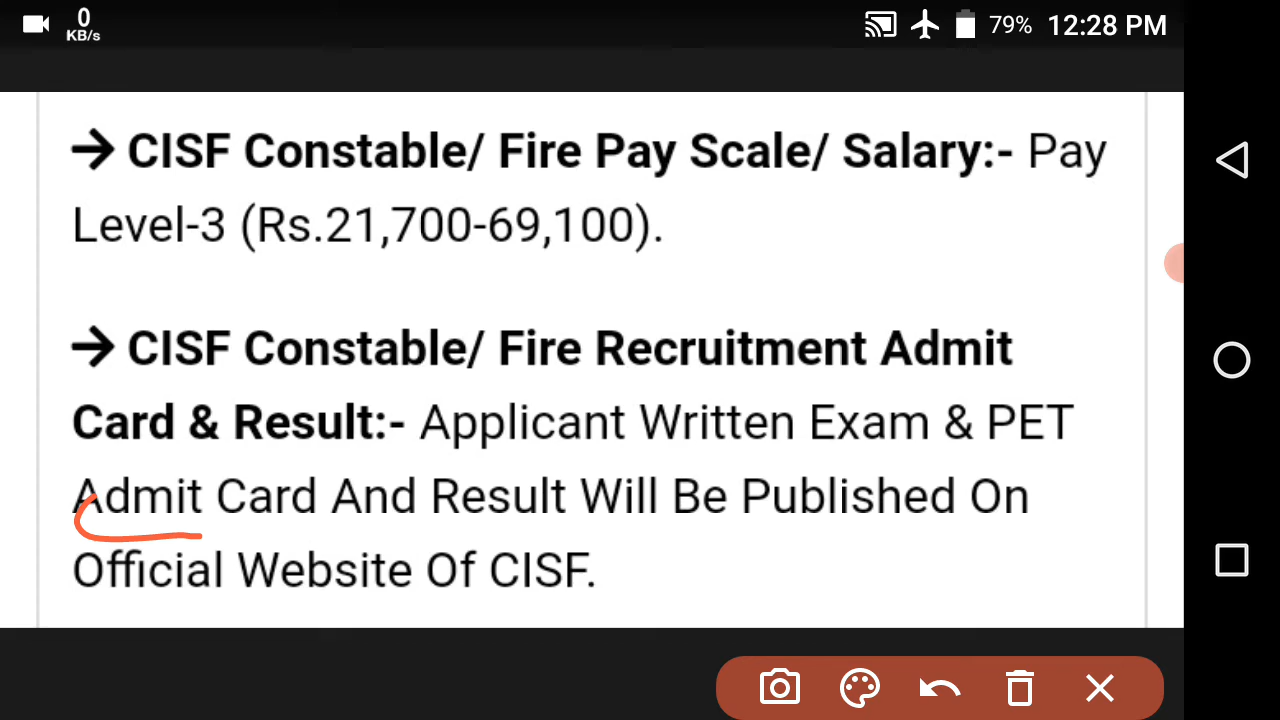 0
KB/s
79% 12:28 PM
→ CISF Constable/ Fire Pay Scale/ Salary:- Pay
Level-3 (Rs.21,700-69,100).
→ CISF Constable/ Fire Recruitment Admit
Card & Result:- Applicant Written Exam & PET
Admit Card And Result Will Be Published On
Official Website Of CISF.